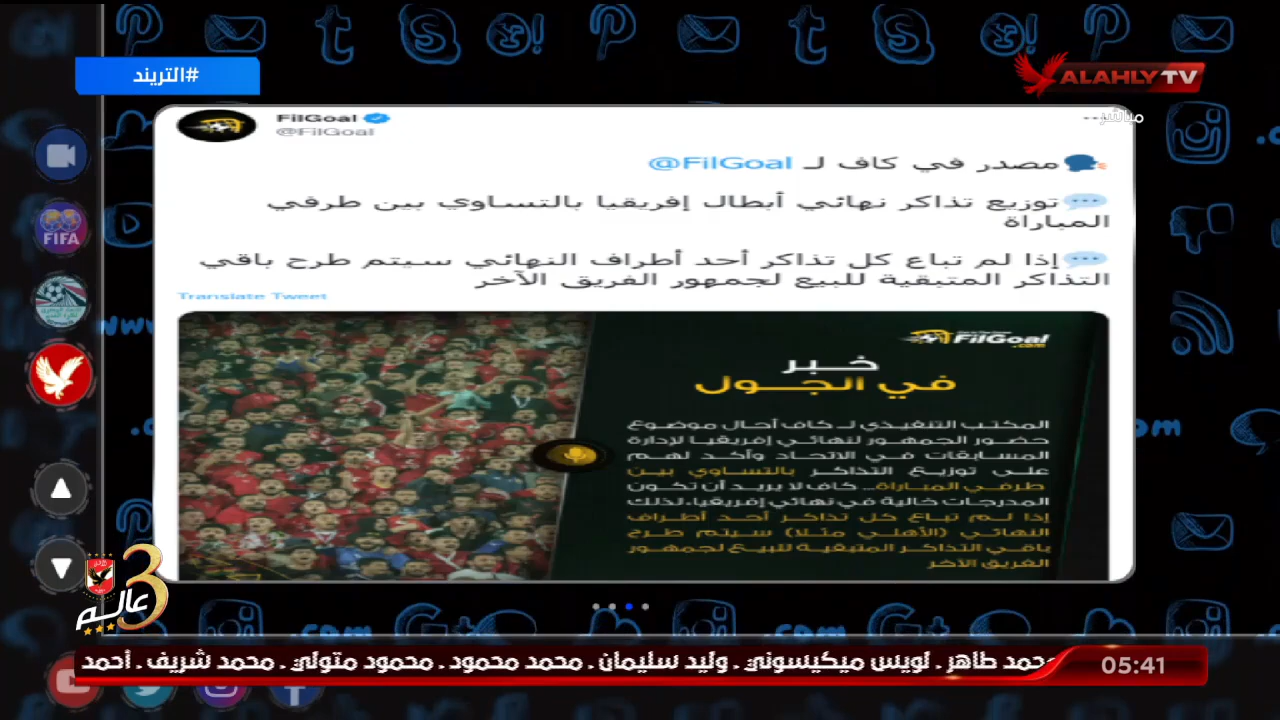 #التريند
ALAHLY TV
مباشر
FilGoal
@FilGoal
مصدر في كاف لـ @FilGoal
توزيع تذاكر نهائي أبطال إفريقيا بالتساوي بين طرفي
المباراة
إذا لم تباع كل تذاكر أحد أطراف النهائي سيتم طرح باقي
التذاكر المتبقية للبيع لجمهور الفريق الآخر
Translate Tweet
FilGoal
.com
خبر
في الجول
المكتب التنفيذي لـ كاف أحال موضوع
حضور الجمهور لنهائي إفريقيا لإدارة
المسابقات في الاتحاد وأكد لهم
على توزيع التذاكر بالتساوي بين
طرفي المباراة.. كاف لا يريد أن تكون
المدرجات خالية في نهائي إفريقيا، لذلك
إذا لم تباع كل تذاكر أحد أطراف
النهائي (الأهلي مثلا) سيتم طرح
باقي التذاكر المتبقية للبيع لجمهور
الفريق الآخر
FIFA
3
عالم
محمد طاهر . لويس ميكيسوني . وليد سليمان . محمد محمود . محمود متولي . محمد شريف . أحمد
05:41